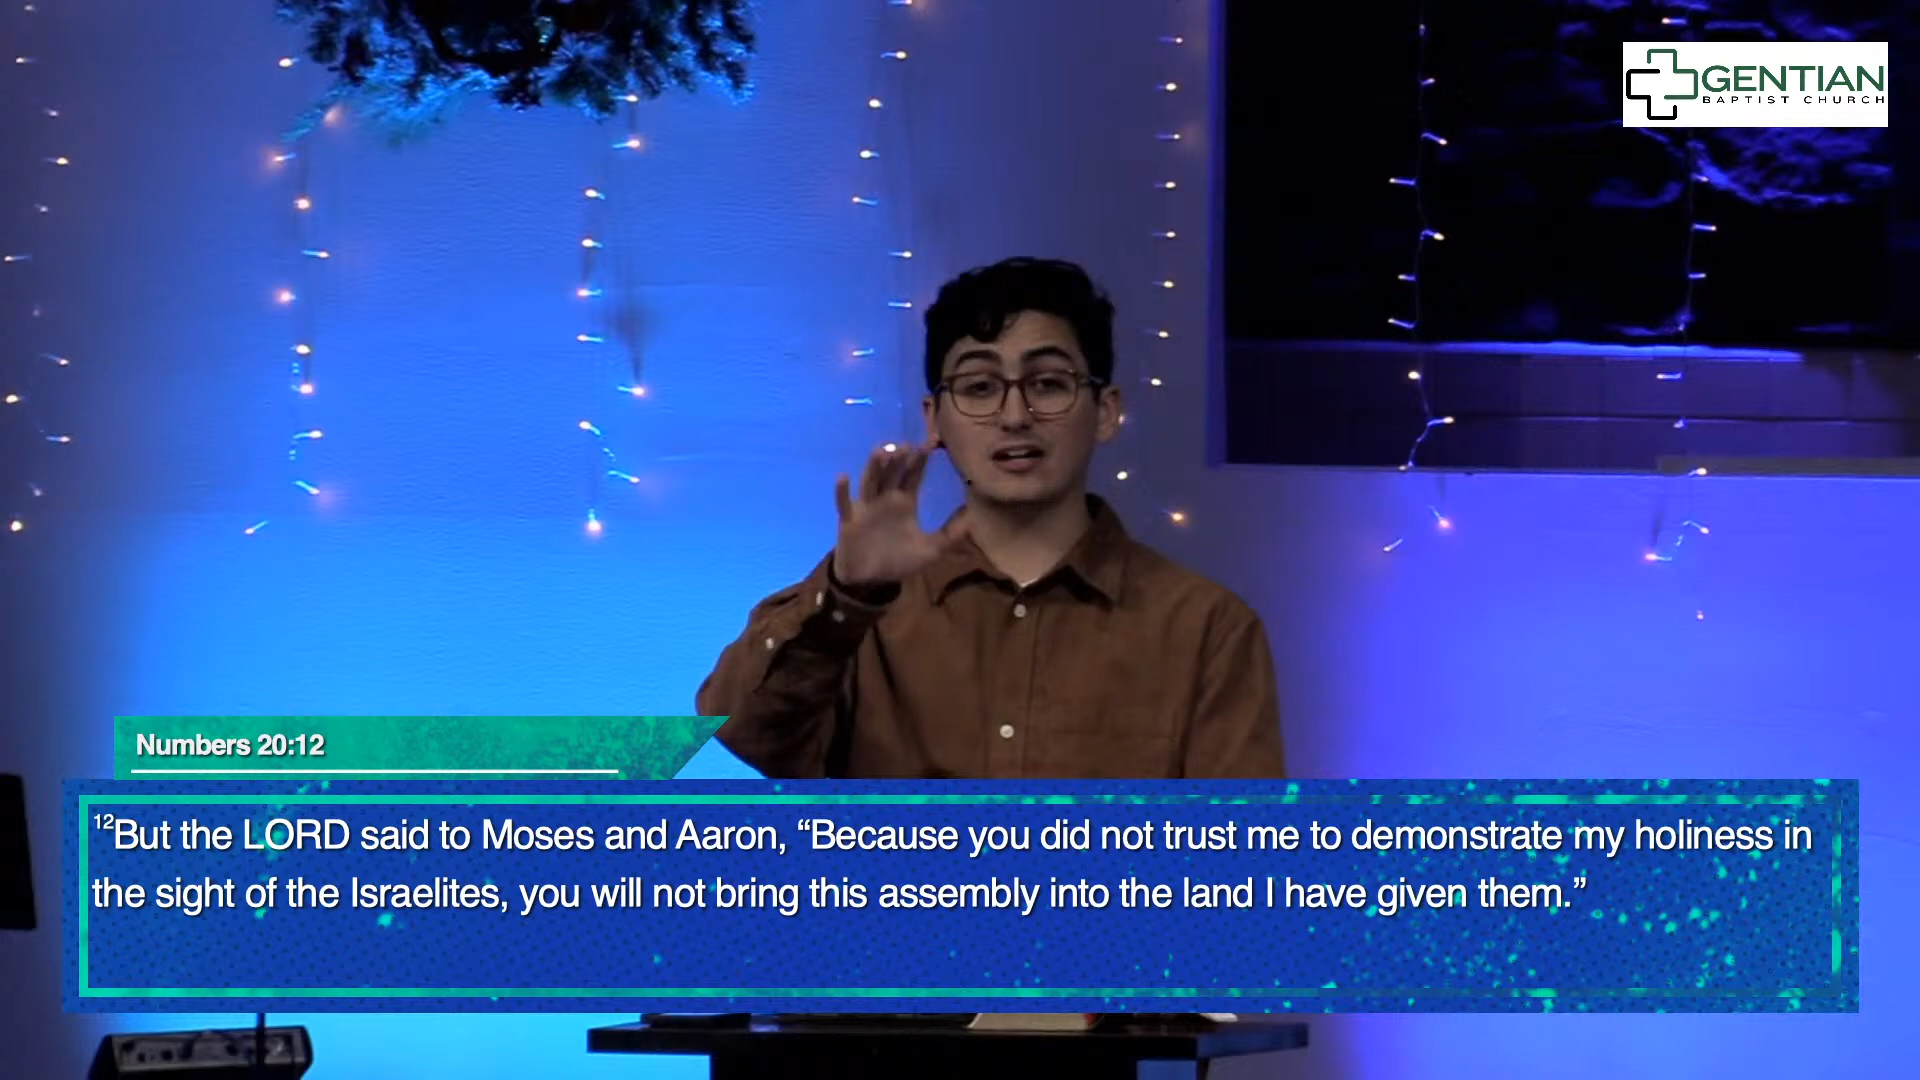 GENTIAN
BAPTIST CHURCH
Numbers 20:12
12But the LORD said to Moses and Aaron, “Because you did not trust me to demonstrate my holiness in
the sight of the Israelites, you will not bring this assembly into the land I have given them.”